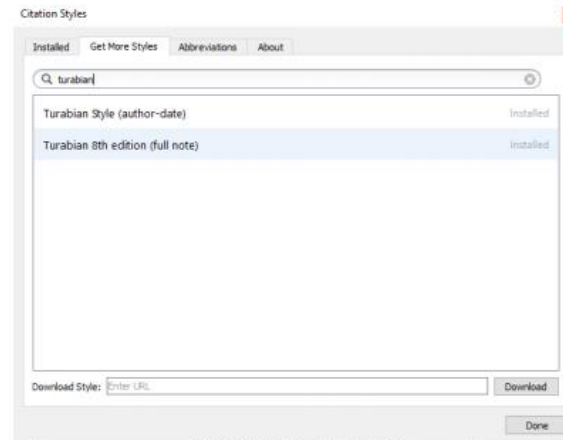 Citation Styles
Installed Get More Styles Abbreviations About
turabian
Turabian Style (author-date) Installed
Turabian 8th edition (full note) Installed
Download Style: Enter URL Download
Done